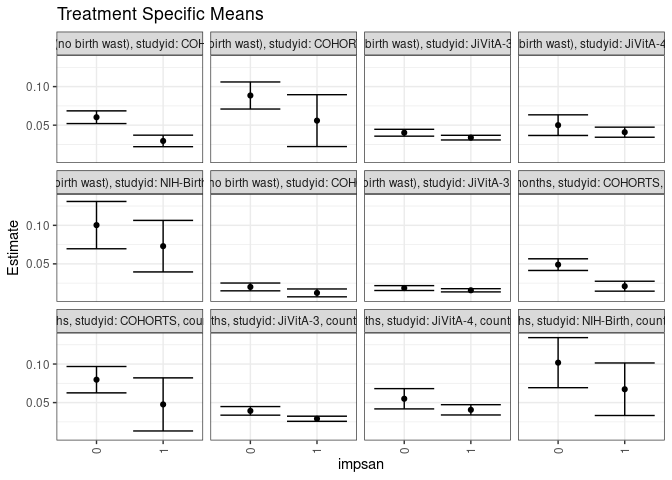 Treatment Specific Means
(no birth wast), studyid: COH
birth wast), studyid: COHOR
birth wast), studyid: JiVitA-3
birth wast), studyid: JiVitA-4
0.10
0.05
birth wast), studyid: NIH-Birth
no birth wast), studyid: COH
birth wast), studyid: JiVitA-3
months, studyid: COHORTS,
0.10
0.05
Estimate
hs, studyid: COHORTS, coun
ths, studyid: JiVitA-3, count
ths, studyid: JiVitA-4, count
hs, studyid: NIH-Birth, count
0.10
0.05
0 1 0 1 0 1 0 1
impsan